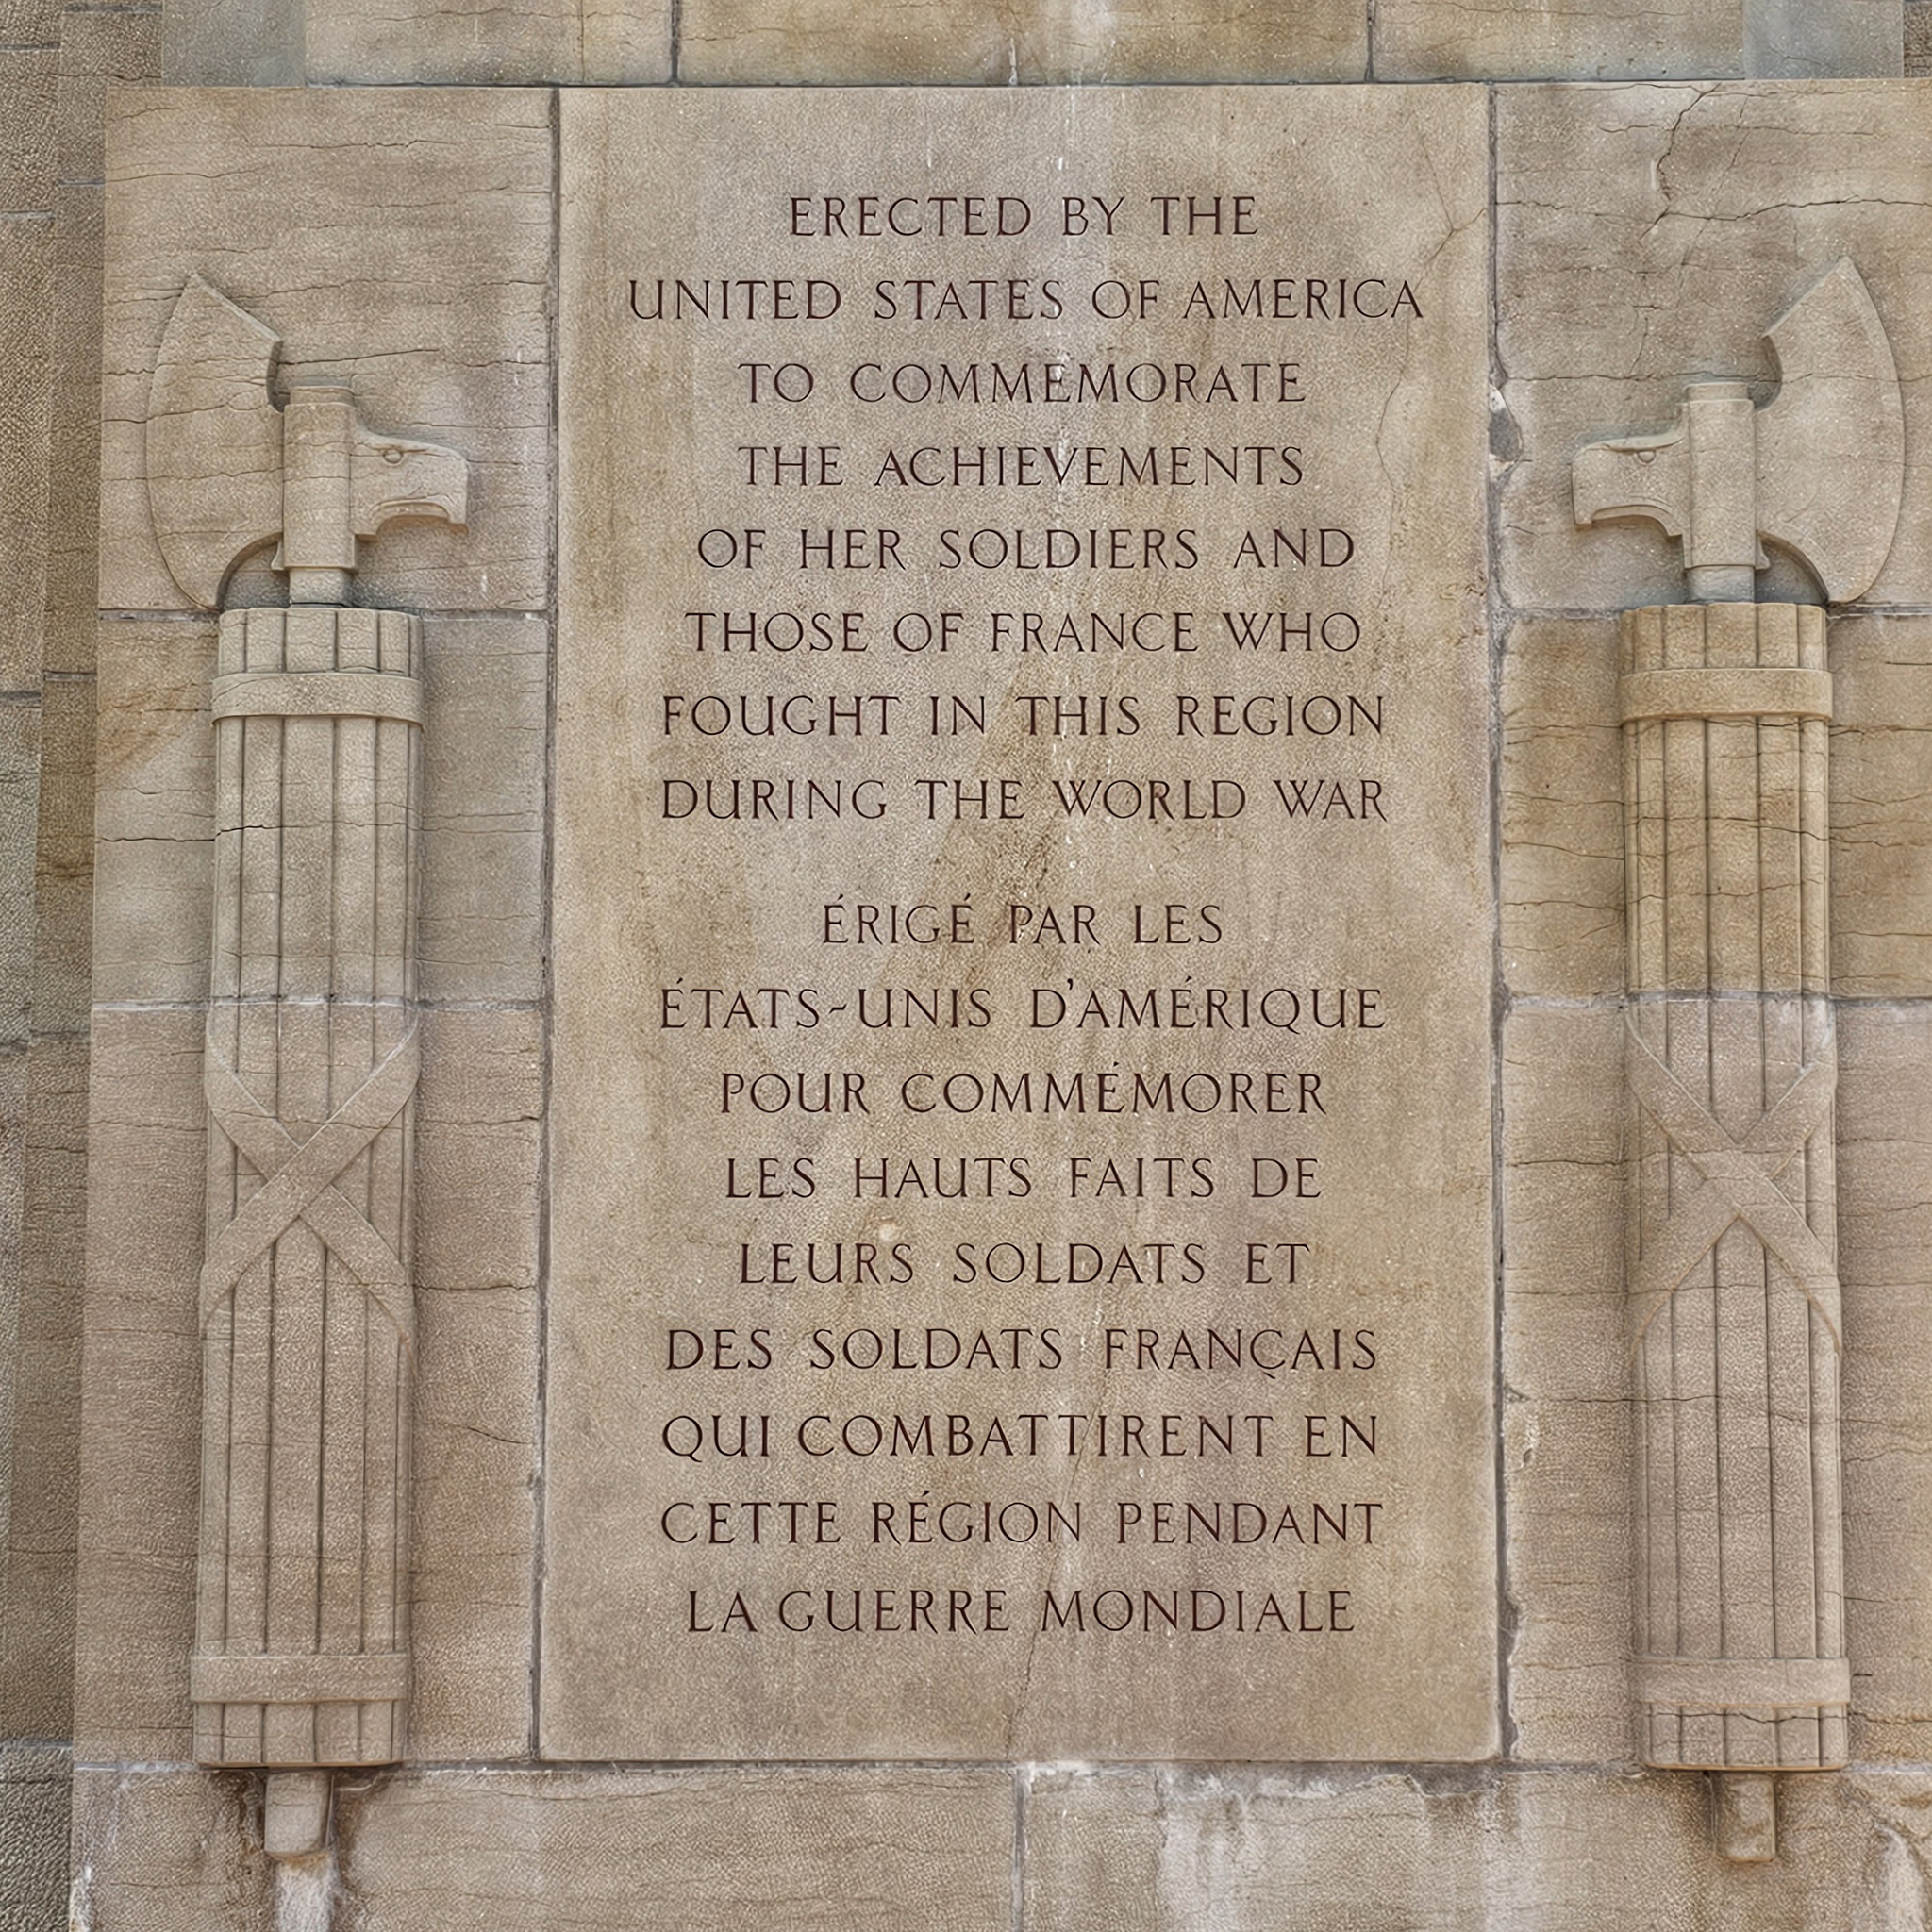 ERECTED BY THE
UNITED STATES OF AMERICA
TO COMMEMORATE
THE ACHIEVEMENTS
OF HER SOLDIERS AND
THOSE OF FRANCE WHO
FOUGHT IN THIS REGION
DURING THE WORLD WAR
ÉRIGÉ PAR LES
ÉTATS-UNIS D'AMÉRIQUE
POUR COMMÉMORER
LES HAUTS FAITS DE
LEURS SOLDATS ET
DES SOLDATS FRANÇAIS
QUI COMBATTIRENT EN
CETTE RÉGION PENDANT
LA GUERRE MONDIALE